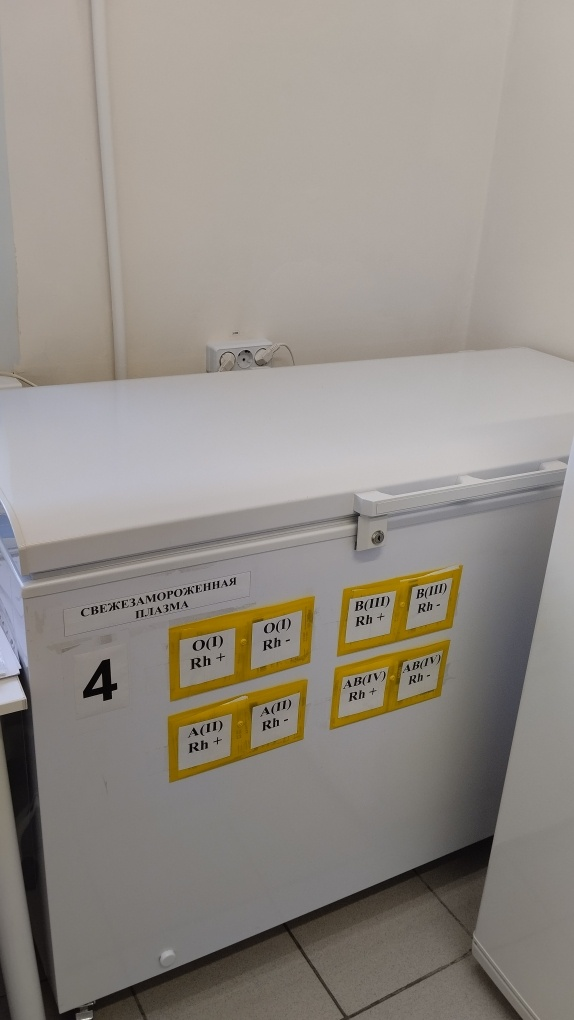 СВЕЖЕЗАМОРОЖЕННАЯ
ПЛАЗМА
4
O(I)
Rh +
O(I)
Rh -
A(II)
Rh +
A(II)
Rh -
B(III)
Rh +
B(III)
Rh -
AB(IV)
Rh +
AB(IV)
Rh -